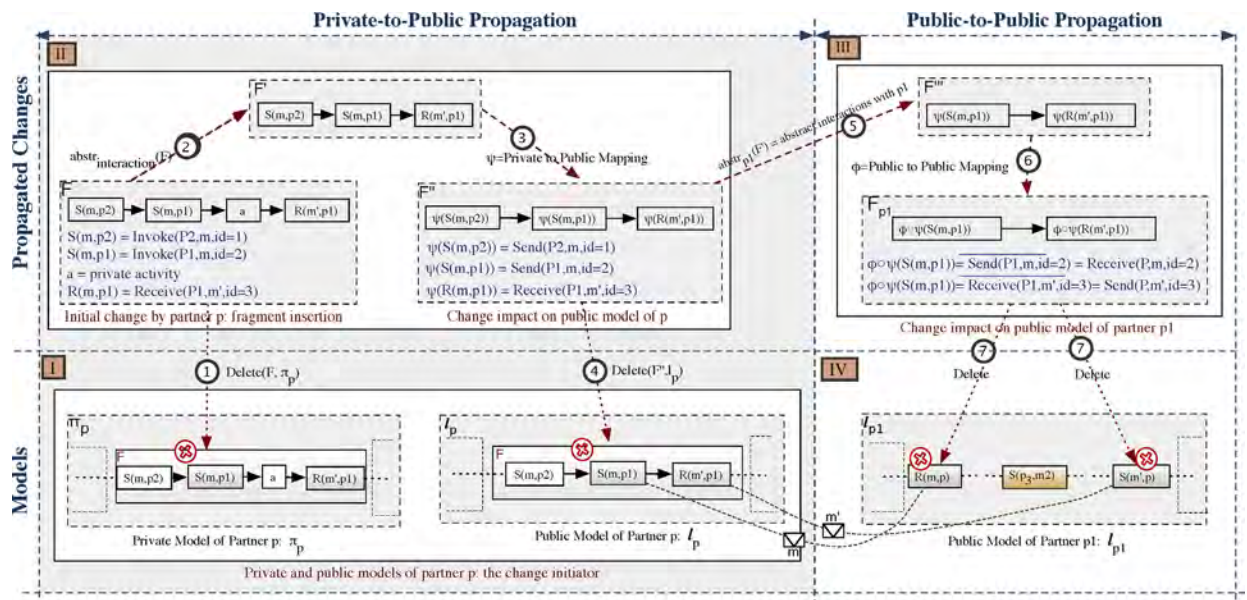 Private-to-Public Propagation
Public-to-Public Propagation
Propagated Changes
Models
II
F'
S(m,p2)
S(m,p1)
R(m',p1)
abstr_interaction(F)
2
3
ψ=Private to Public Mapping
F
S(m,p2)
S(m,p1)
a
R(m',p1)
S(m,p2) = Invoke(P2,m,id=1)
S(m,p1) = Invoke(P1,m,id=2)
a = private activity
R(m,p1) = Receive(P1,m',id=3)
Initial change by partner p: fragment insertion
F''
ψ(S(m,p2))
ψ(S(m,p1))
ψ(R(m',p1))
ψ(S(m,p2)) = Send(P2,m,id=1)
ψ(S(m,p1)) = Send(P1,m,id=2)
ψ(R(m,p1)) = Receive(P1,m',id=3)
Change impact on public model of p
abstr_p1(F') = abstract interactions with p1
5
III
F'''
ψ(S(m,p1))
ψ(R(m',p1))
6
ϕ=Public to Public Mapping
F_p1
ϕ○ψ(S(m,p1))
ϕ○ψ(R(m',p1))
ϕ○ψ(S(m,p1))= Send(P1,m,id=2) = Receive(P,m,id=2)
ϕ○ψ(S(m,p1))= Receive(P1,m',id=3)= Send(P,m',id=3)
Change impact on public model of partner p1
I
1
Delete(F, π_p)
4
Delete(F'',l_p)
π_p
F
S(m,p2)
S(m,p1)
a
R(m',p1)
Private Model of Partner p: π_p
l_p
F
S(m,p2)
S(m,p1)
R(m',p1)
Public Model of Partner p: l_p
Private and public models of partner p: the change initiator
m
m'
IV
7
7
Delete
Delete
l_p1
R(m,p)
S(p3,m2)
S(m',p)
Public Model of Partner p1: l_p1